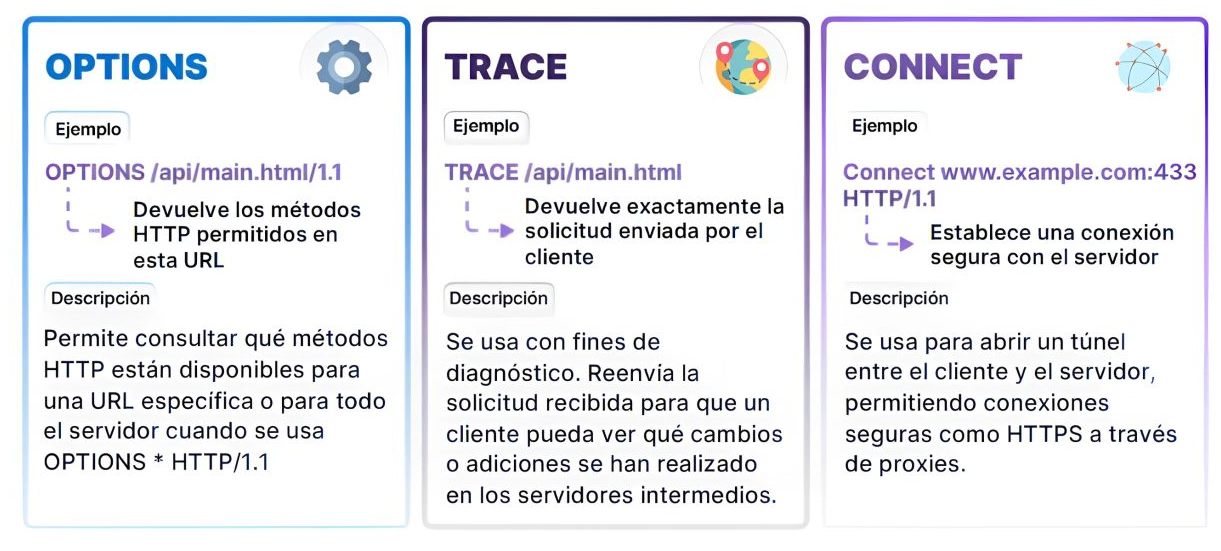 OPTIONS
Ejemplo
OPTIONS /api/main.html/1.1
Devuelve los métodos
HTTP permitidos en
esta URL
Descripción
Permite consultar qué métodos
HTTP están disponibles para
una URL específica o para todo
el servidor cuando se usa
OPTIONS * HTTP/1.1
TRACE
Ejemplo
TRACE /api/main.html
Devuelve exactamente la
solicitud enviada por el
cliente
Descripción
Se usa con fines de
diagnóstico. Reenvía la
solicitud recibida para que un
cliente pueda ver qué cambios
o adiciones se han realizado
en los servidores intermedios.
CONNECT
Ejemplo
Connect www.example.com:433
HTTP/1.1
Establece una conexión
segura con el servidor
Descripción
Se usa para abrir un túnel
entre el cliente y el servidor,
permitiendo conexiones
seguras como HTTPS a través
de proxies.